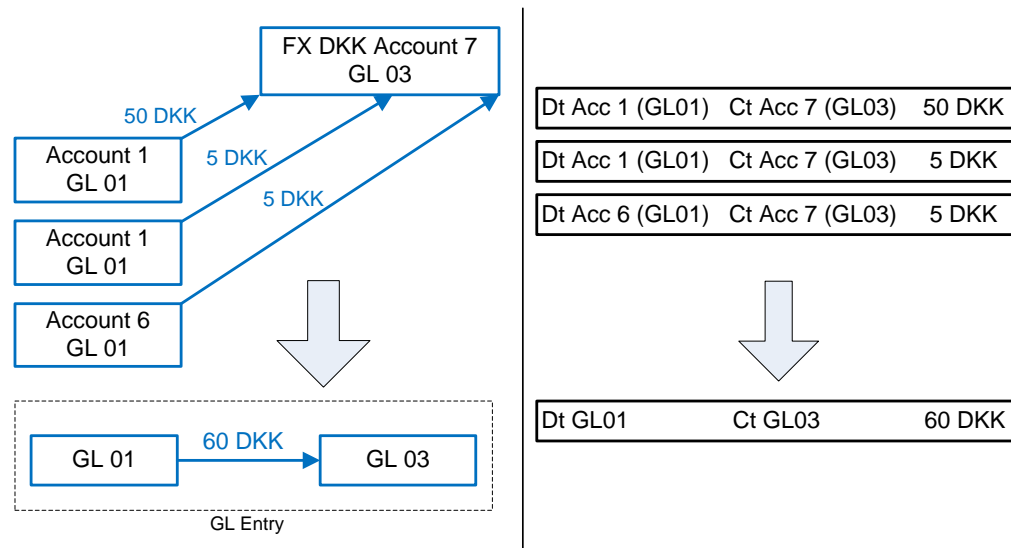 FX DKK Account 7
GL 03
50 DKK
Account 1
GL 01
5 DKK
5 DKK
Account 1
GL 01
Account 6
GL 01
GL 01
60 DKK
GL 03
GL Entry
Dt Acc 1 (GL01) Ct Acc 7 (GL03) 50 DKK
Dt Acc 1 (GL01) Ct Acc 7 (GL03) 5 DKK
Dt Acc 6 (GL01) Ct Acc 7 (GL03) 5 DKK
Dt GL01 Ct GL03 60 DKK